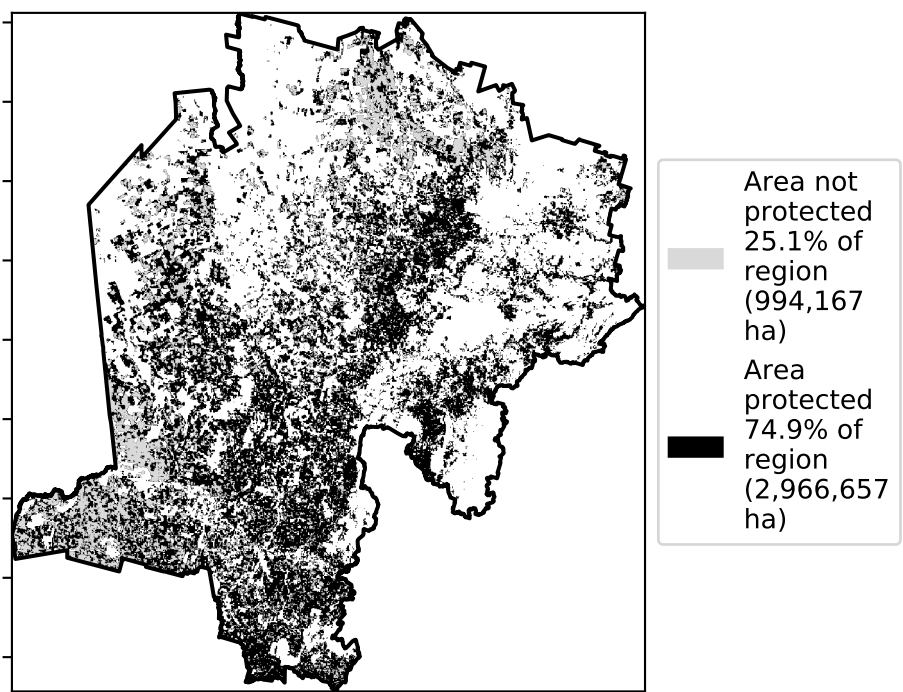 Area not
protected
25.1% of
region
(994,167
ha)
Area
protected
74.9% of
region
(2,966,657
ha)